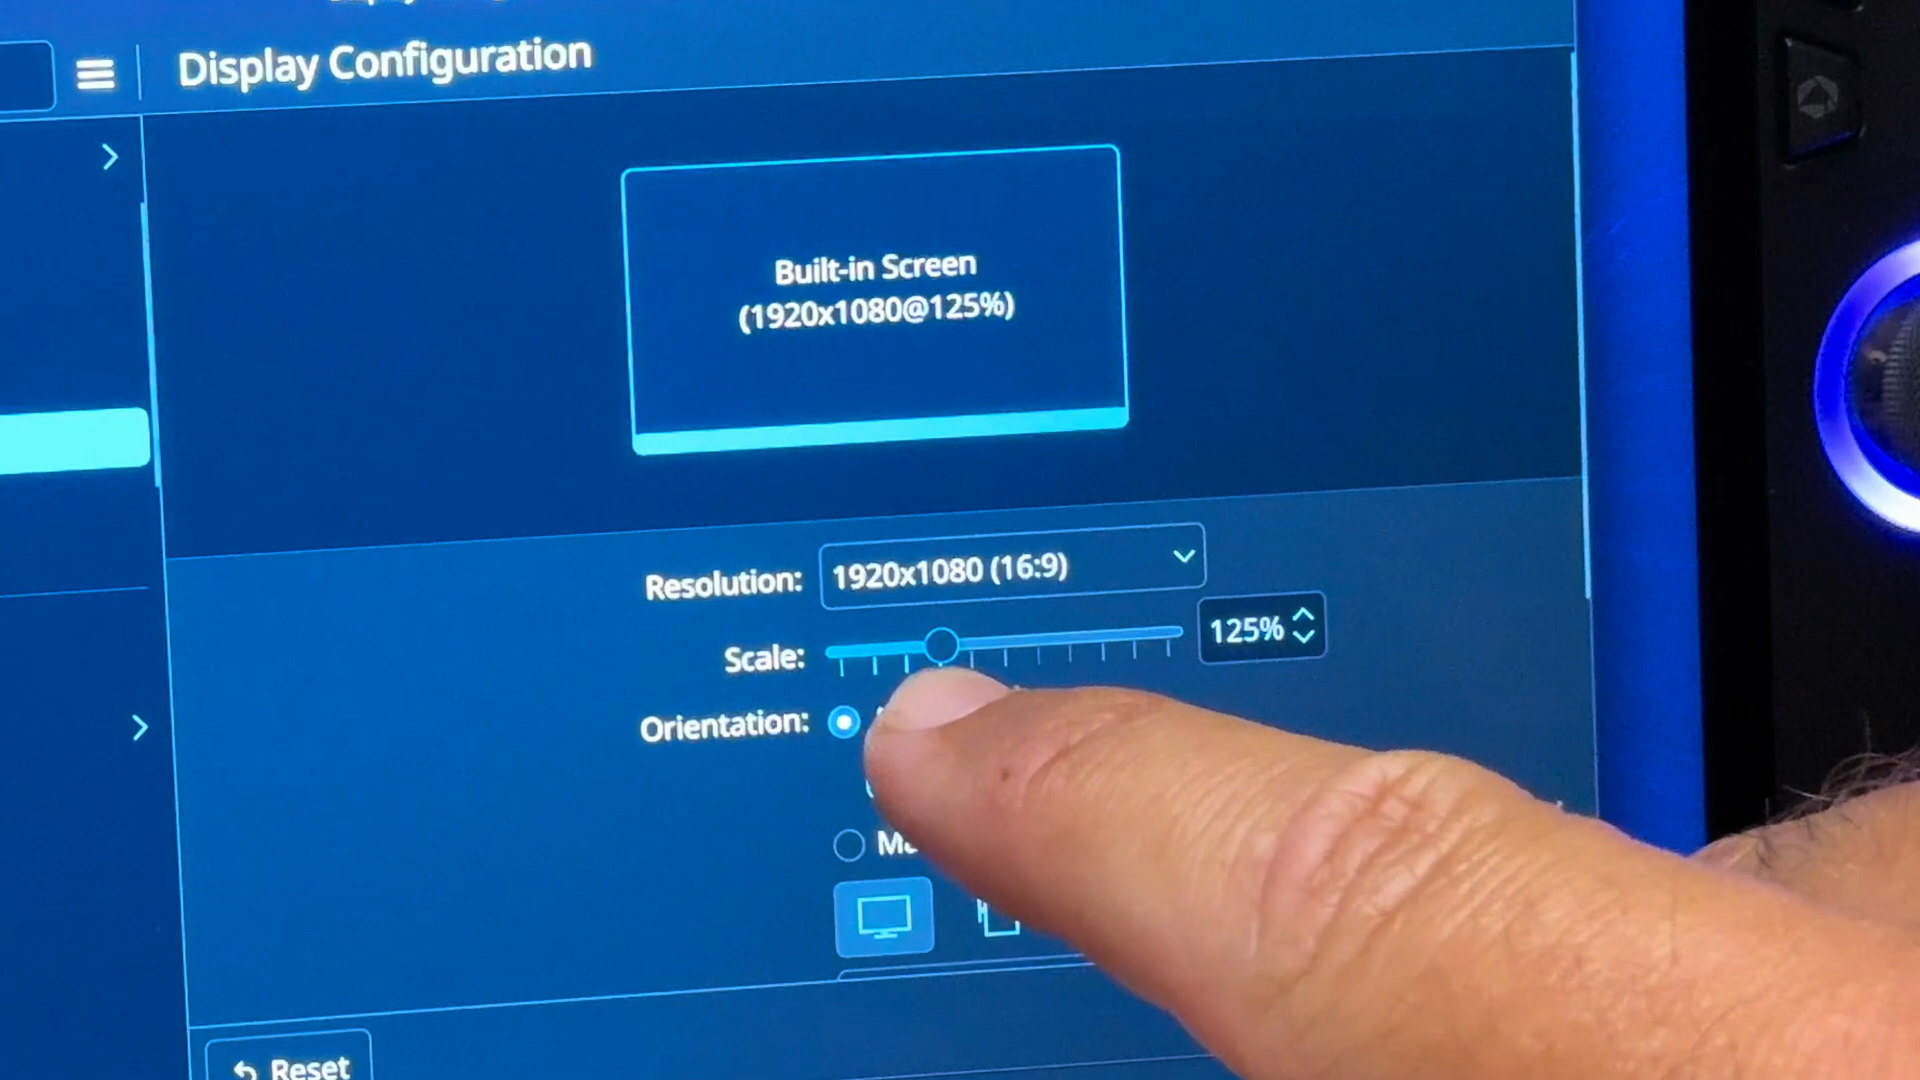 Display Configuration
Built-in Screen
(1920x1080@125%)
Resolution: 1920x1080 (16:9)
Scale: 125%
Orientation:
Reset